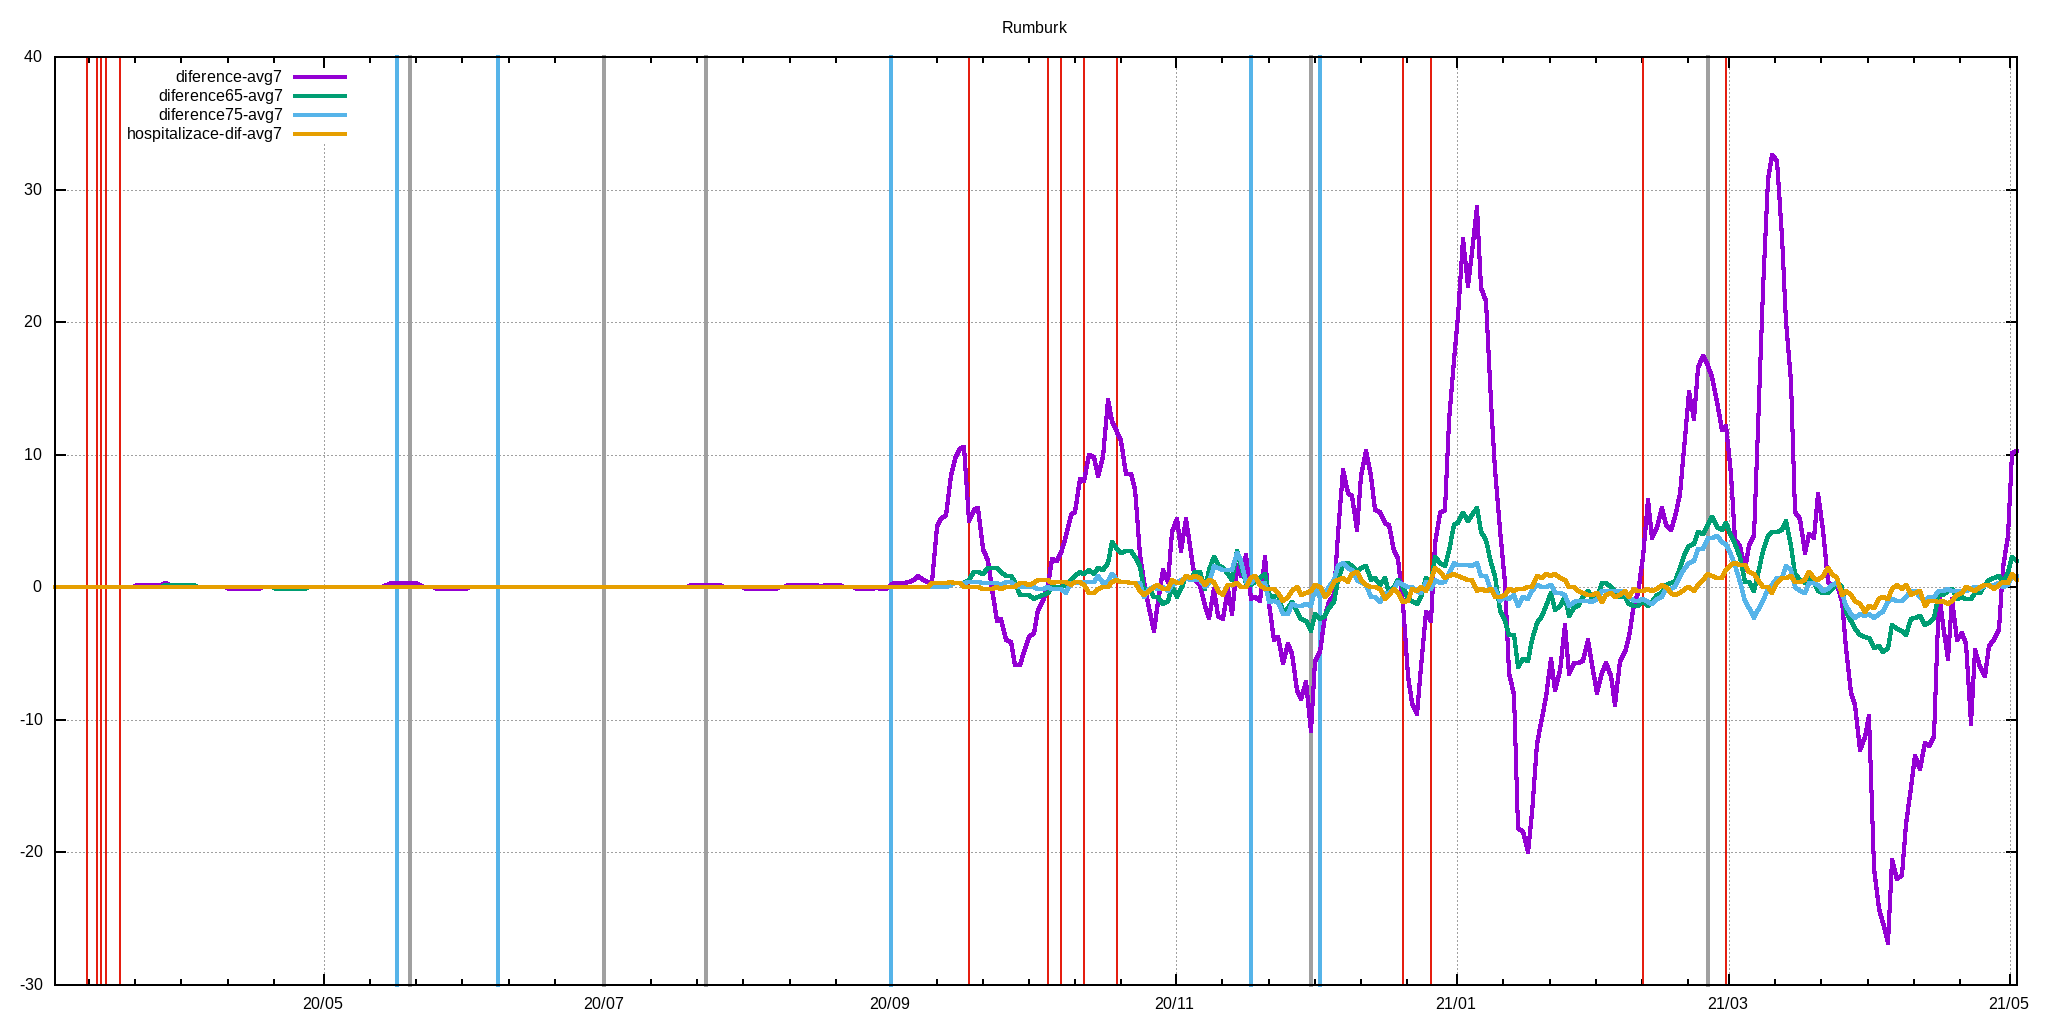 Rumburk
diference-avg7
diference65-avg7
diference75-avg7
hospitalizace-dif-avg7
40
30
20
10
0
-10
-20
-30
20/05 20/07 20/09 20/11 21/01 21/03 21/05